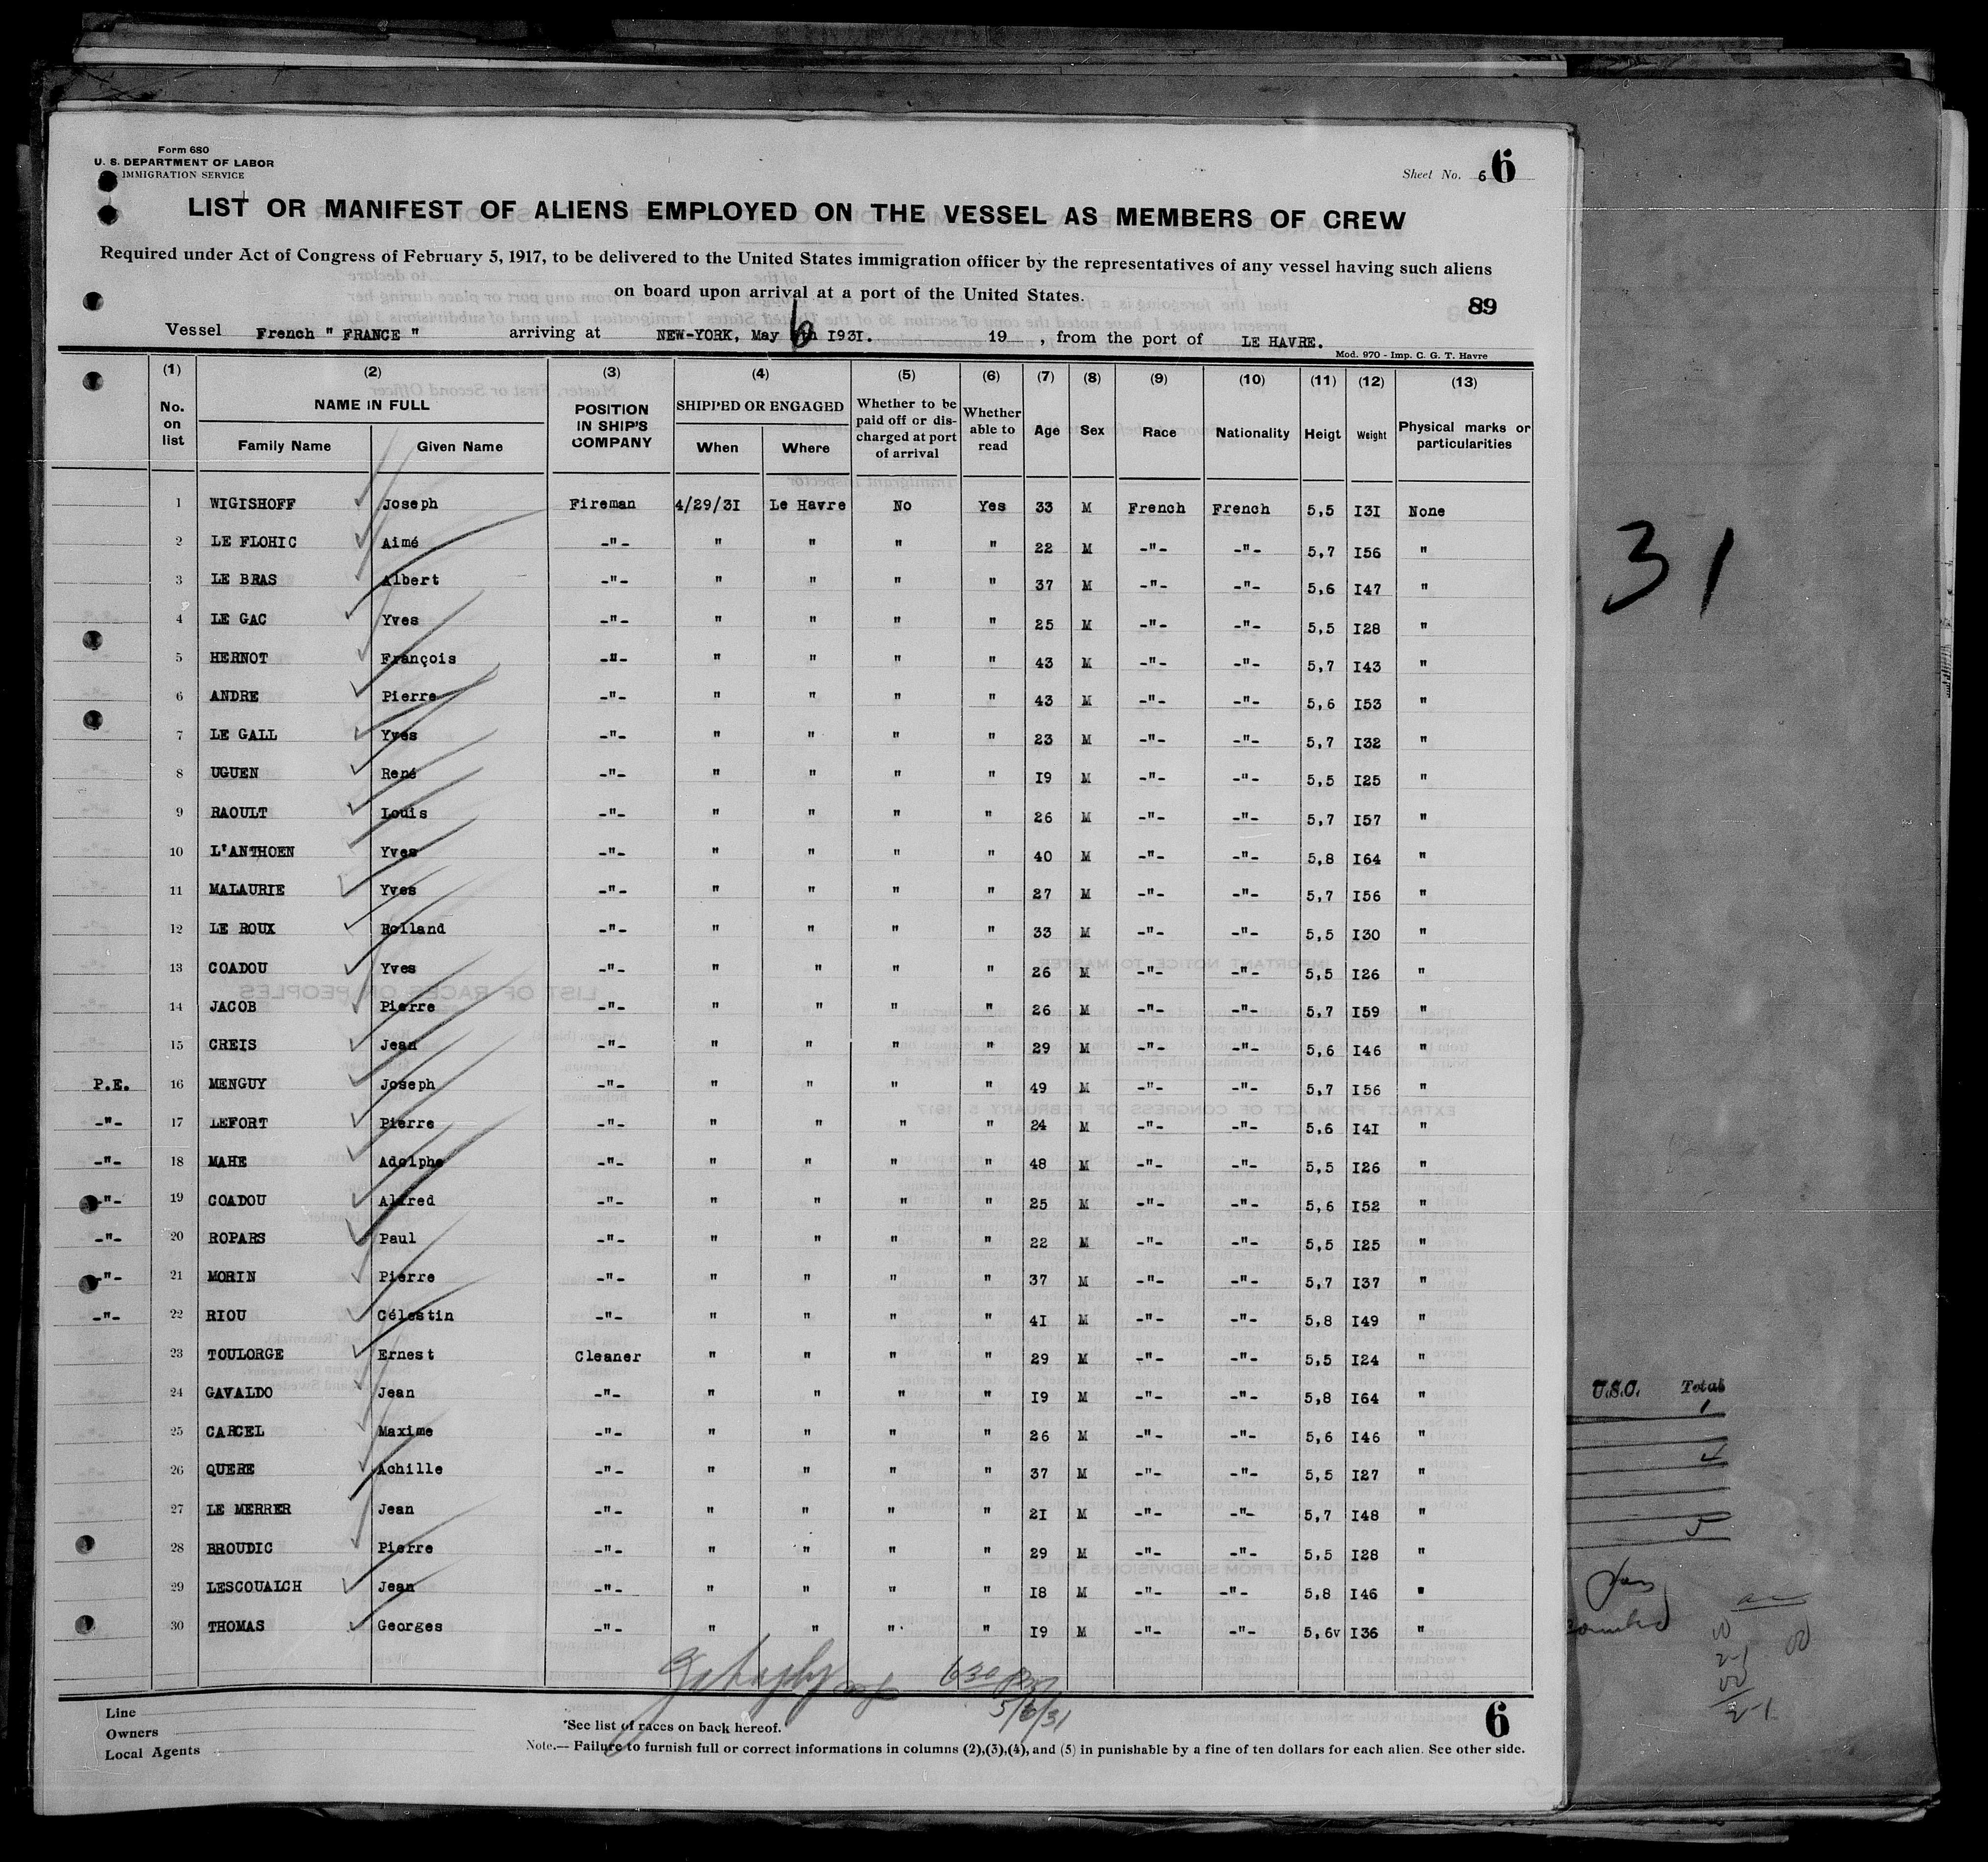 Form 680
U. S. DEPARTMENT OF LABOR
IMMIGRATION SERVICE
Sheet No. 6 6
LIST OR MANIFEST OF ALIENS EMPLOYED ON THE VESSEL AS MEMBERS OF CREW
Required under Act of Congress of February 5, 1917, to be delivered to the United States immigration officer by the representatives of any vessel having such aliens
on board upon arrival at a port of the United States.
89
Vessel French " FRANCE " arriving at NEW-YORK, May 6 I93I. 19 , from the port of LE HAVRE.
Mod. 970 - Imp. C. G. T. Havre
(1) (2) (3) (4) (5) (6) (7) (8) (9) (10) (11) (12) (13)
No. on list NAME IN FULL Family Name Given Name POSITION IN SHIP'S COMPANY SHIPPED OR ENGAGED When Where Whether to be paid off or discharged at port of arrival Whether able to read Age Sex Race Nationality Heigt Weight Physical marks or particularities
1 WIGISHOFF Joseph Fireman 4/29/3I Le Havre No Yes 33 M French French 5,5 I3I None
2 LE FLOHIC Aimé -"- " " " " 22 M -"- -"- 5,7 I56 "
3 LE BRAS Albert -"- " " " " 37 M -"- -"- 5,6 I47 "
4 LE GAC Yves -"- " " " " 25 M -"- -"- 5,5 I28 "
5 HERNOT François -"- " " " " 43 M -"- -"- 5,7 I43 "
6 ANDRE Pierre -"- " " " " 43 M -"- -"- 5,6 I53 "
7 LE GALL Yves -"- " " " " 23 M -"- -"- 5,7 I32 "
8 UGUEN René -"- " " " " I9 M -"- -"- 5,5 I25 "
9 RAOULT Louis -"- " " " " 26 M -"- -"- 5,7 I57 "
10 L'ANTHOEN Yves -"- " " " " 40 M -"- -"- 5,8 I64 "
11 MALAURIE Yves -"- " " " " 27 M -"- -"- 5,7 I56 "
12 LE ROUX Rolland -"- " " " " 33 M -"- -"- 5,5 I30 "
13 COADOU Yves -"- " " " " 26 M -"- -"- 5,5 I26 "
14 JACOB Pierre -"- " " " " 26 M -"- -"- 5,7 I59 "
15 CREIS Jean -"- " " " " 29 M -"- -"- 5,6 I46 "
P.E. 16 MENGUY Joseph -"- " " " " 49 M -"- -"- 5,7 I56 "
-"- 17 LEFORT Pierre -"- " " " " 24 M -"- -"- 5,6 I4I "
-"- 18 MAHE Adolphe -"- " " " " 48 M -"- -"- 5,5 I26 "
-"- 19 COADOU Alfred -"- " " " " 25 M -"- -"- 5,6 I52 "
-"- 20 ROPARS Paul -"- " " " " 22 M -"- -"- 5,5 I25 "
-"- 21 MORIN Pierre -"- " " " " 37 M -"- -"- 5,7 I37 "
-"- 22 RIOU Célestin -"- " " " " 4I M -"- -"- 5,8 I49 "
23 TOULORGE Ernest Cleaner " " " " 29 M -"- -"- 5,5 I24 "
24 GAVALDO Jean -"- " " " " I9 M -"- -"- 5,8 I64 "
25 CARCEL Maxime -"- " " " " 26 M -"- -"- 5,6 I46 "
26 QUERE Achille -"- " " " " 37 M -"- -"- 5,5 I27 "
27 LE MERRER Jean -"- " " " " 2I M -"- -"- 5,7 I48 "
28 BROUDIC Pierre -"- " " " " 29 M -"- -"- 5,5 I28 "
29 LESCOUAICH Jean -"- " " " " I8 M -"- -"- 5,8 I46 "
30 THOMAS Georges -"- " " " " I9 M -"- -"- 5,6v I36 "
630
5/6/31
Line
Owners
Local Agents
*See list of races on back hereof.
6
Note.— Failure to furnish full or correct informations in columns (2),(3),(4), and (5) in punishable by a fine of ten dollars for each alien. See other side.
31
U.S.C. Total